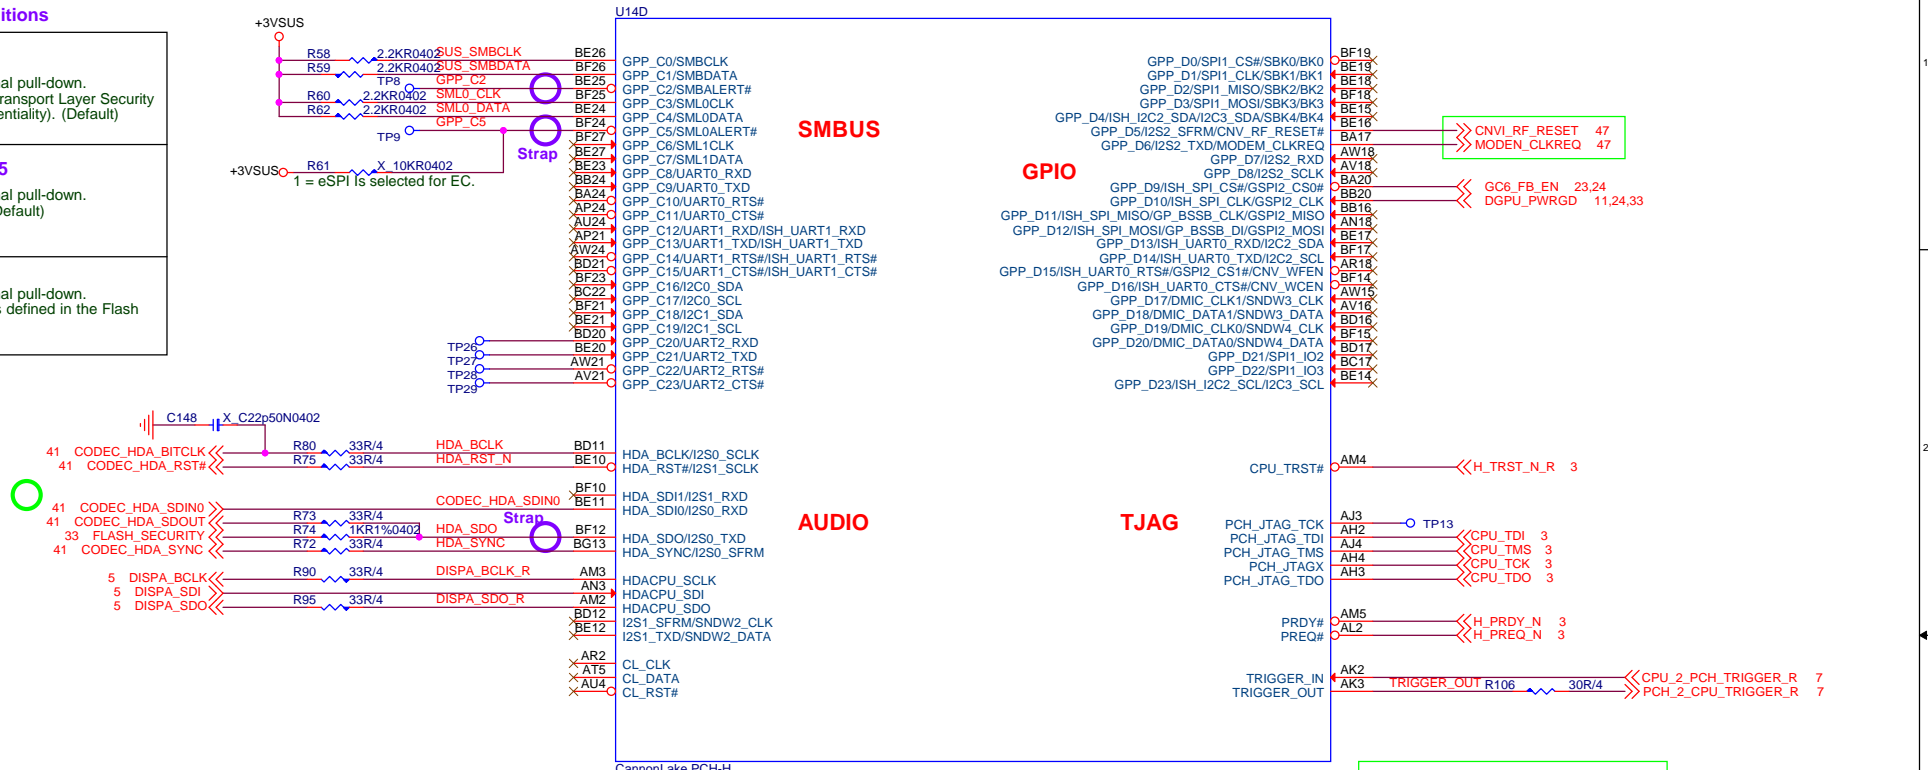 itions
al pull-down.
ransport Layer Security
entiality). (Default)
5
al pull-down.
Default)
al pull-down.
s defined in the Flash
+3VSUS
R58 2.2KR0402 SUS_SMBCLK BE26
R59 2.2KR0402 SUS_SMBDATA BF26
TP8 GPP_C2 BE25
R60 2.2KR0402 SML0_CLK BF25
R62 2.2KR0402 SML0_DATA BE24
TP9 GPP_C5 BF24
Strap
+3VSUS R61 X_10KR0402
1 = eSPI Is selected for EC.
BF27
BE27
BE23
BB24
BA24
AP24
AU24
AP21
AW24
BD21
BF23
BC22
BF21
BE21
BD20
TP26 BE20
TP27 AW21
TP28 AV21
TP29
U14D
GPP_C0/SMBCLK
GPP_C1/SMBDATA
GPP_C2/SMBALERT#
GPP_C3/SML0CLK
GPP_C4/SML0DATA
GPP_C5/SML0ALERT#
GPP_C6/SML1CLK
GPP_C7/SML1DATA
GPP_C8/UART0_RXD
GPP_C9/UART0_TXD
GPP_C10/UART0_RTS#
GPP_C11/UART0_CTS#
GPP_C12/UART1_RXD/ISH_UART1_RXD
GPP_C13/UART1_TXD/ISH_UART1_TXD
GPP_C14/UART1_RTS#/ISH_UART1_RTS#
GPP_C15/UART1_CTS#/ISH_UART1_CTS#
GPP_C16/I2C0_SDA
GPP_C17/I2C0_SCL
GPP_C18/I2C1_SDA
GPP_C19/I2C1_SCL
GPP_C20/UART2_RXD
GPP_C21/UART2_TXD
GPP_C22/UART2_RTS#
GPP_C23/UART2_CTS#
SMBUS
GPIO
GPP_D0/SPI1_CS#/SBK0/BK0 BF19
GPP_D1/SPI1_CLK/SBK1/BK1 BE19
GPP_D2/SPI1_MISO/SBK2/BK2 BE18
GPP_D3/SPI1_MOSI/SBK3/BK3 BF18
GPP_D4/ISH_I2C2_SDA/I2C3_SDA/SBK4/BK4 BE15
GPP_D5/I2S2_SFRM/CNV_RF_RESET# BE16 CNVI_RF_RESET 47
GPP_D6/I2S2_TXD/MODEM_CLKREQ BA17 MODEN_CLKREQ 47
GPP_D7/I2S2_RXD AW18
GPP_D8/I2S2_SCLK AV18
GPP_D9/ISH_SPI_CS#/GSPI2_CS0# BA20 GC6_FB_EN 23,24
GPP_D10/ISH_SPI_CLK/GSPI2_CLK BB20 DGPU_PWRGD 11,24,33
GPP_D11/ISH_SPI_MISO/GP_BSSB_CLK/GSPI2_MISO BB16
GPP_D12/ISH_SPI_MOSI/GP_BSSB_DI/GSPI2_MOSI AN18
GPP_D13/ISH_UART0_RXD/I2C2_SDA BE17
GPP_D14/ISH_UART0_TXD/I2C2_SCL BF17
GPP_D15/ISH_UART0_RTS#/GSPI2_CS1#/CNV_WFEN AR18
GPP_D16/ISH_UART0_CTS#/CNV_WCEN BF14
GPP_D17/DMIC_CLK1/SNDW3_CLK AW15
GPP_D18/DMIC_DATA1/SNDW3_DATA AV16
GPP_D19/DMIC_CLK0/SNDW4_CLK BD16
GPP_D20/DMIC_DATA0/SNDW4_DATA BF15
GPP_D21/SPI1_IO2 BD17
GPP_D22/SPI1_IO3 BC17
GPP_D23/ISH_I2C2_SCL/I2C3_SCL BE14
1
2
C148 X_C22p50N0402
41 CODEC_HDA_BITCLK R80 33R/4 HDA_BCLK BD11 HDA_BCLK/I2S0_SCLK
41 CODEC_HDA_RST# R75 33R/4 HDA_RST_N BE10 HDA_RST#/I2S1_SCLK
BF10 HDA_SDI1/I2S1_RXD
41 CODEC_HDA_SDIN0 CODEC_HDA_SDIN0 BE11 HDA_SDI0/I2S0_RXD
41 CODEC_HDA_SDOUT R73 33R/4 Strap
33 FLASH_SECURITY R74 1KR1%0402 HDA_SDO BF12 HDA_SDO/I2S0_TXD
41 CODEC_HDA_SYNC R72 33R/4 HDA_SYNC BG13 HDA_SYNC/I2S0_SFRM
5 DISPA_BCLK R90 33R/4 DISPA_BCLK_R AM3 HDACPU_SCLK
5 DISPA_SDI AN3 HDACPU_SDI
5 DISPA_SDO R95 33R/4 DISPA_SDO_R AM2 HDACPU_SDO
BD12 I2S1_SFRM/SNDW2_CLK
BE12 I2S1_TXD/SNDW2_DATA
AR2 CL_CLK
AT5 CL_DATA
AU4 CL_RST#
AUDIO
TJAG
CPU_TRST# AM4 H_TRST_N_R 3
PCH_JTAG_TCK AJ3 TP13
PCH_JTAG_TDI AH2 CPU_TDI 3
PCH_JTAG_TMS AJ4 CPU_TMS 3
PCH_JTAGX AH4 CPU_TCK 3
PCH_JTAG_TDO AH3 CPU_TDO 3
PRDY# AM5 H_PRDY_N 3
PREQ# AL2 H_PREQ_N 3
TRIGGER_IN AK2 CPU_2_PCH_TRIGGER_R 7
TRIGGER_OUT AK3 TRIGGER_OUT R106 30R/4 PCH_2_CPU_TRIGGER_R 7
CannonLake PCH-H